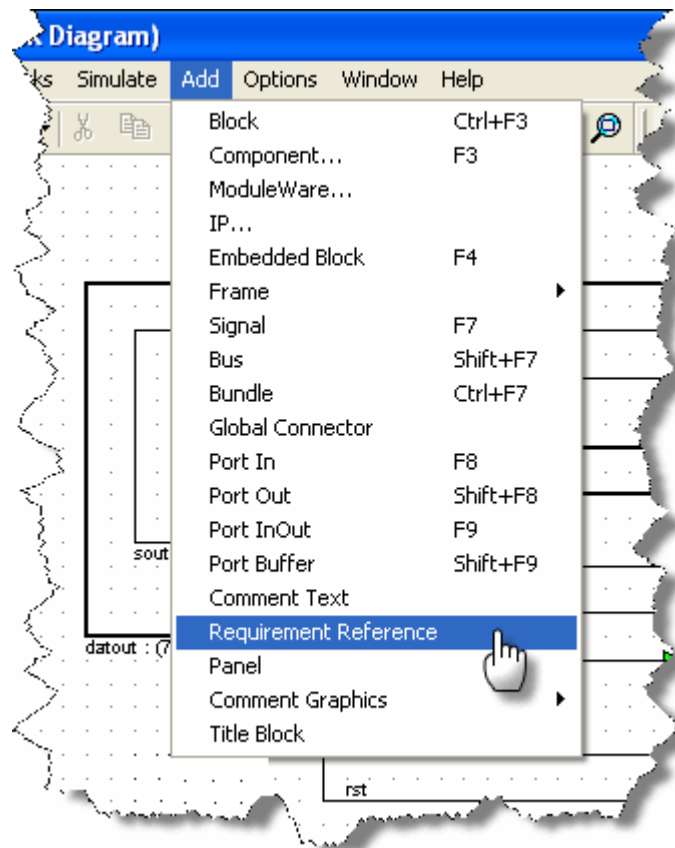 k Diagram)
ks Simulate Add Options Window Help
Block Ctrl+F3
Component... F3
ModuleWare...
IP...
Embedded Block F4
Frame
Signal F7
Bus Shift+F7
Bundle Ctrl+F7
Global Connector
Port In F8
Port Out Shift+F8
Port InOut F9
Port Buffer Shift+F9
Comment Text
Requirement Reference
Panel
Comment Graphics
Title Block
sout
datout : (7
rst